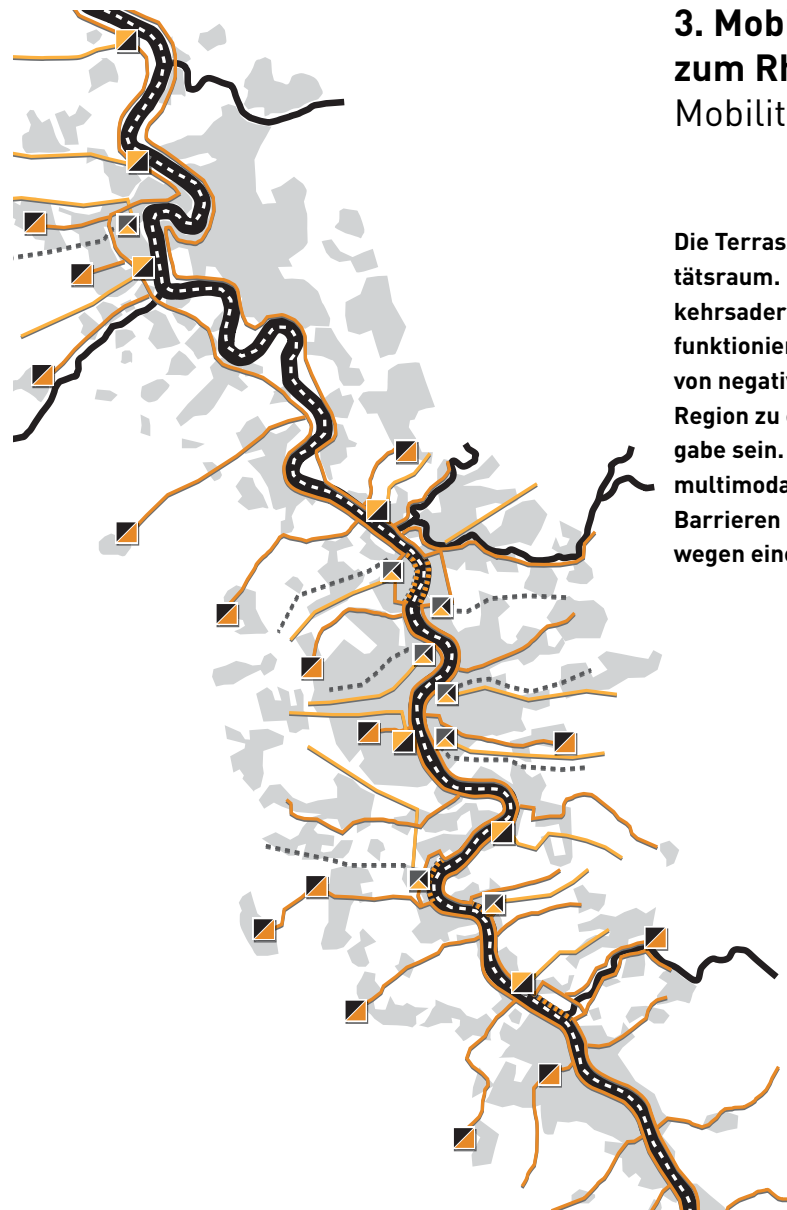 3. Mob
zum Rh
Mobilit
Die Terras
tätsraum.
kehrsader
funktionier
von negativ
Region zu
gabe sein.
multimoda
Barrieren
wegen eine